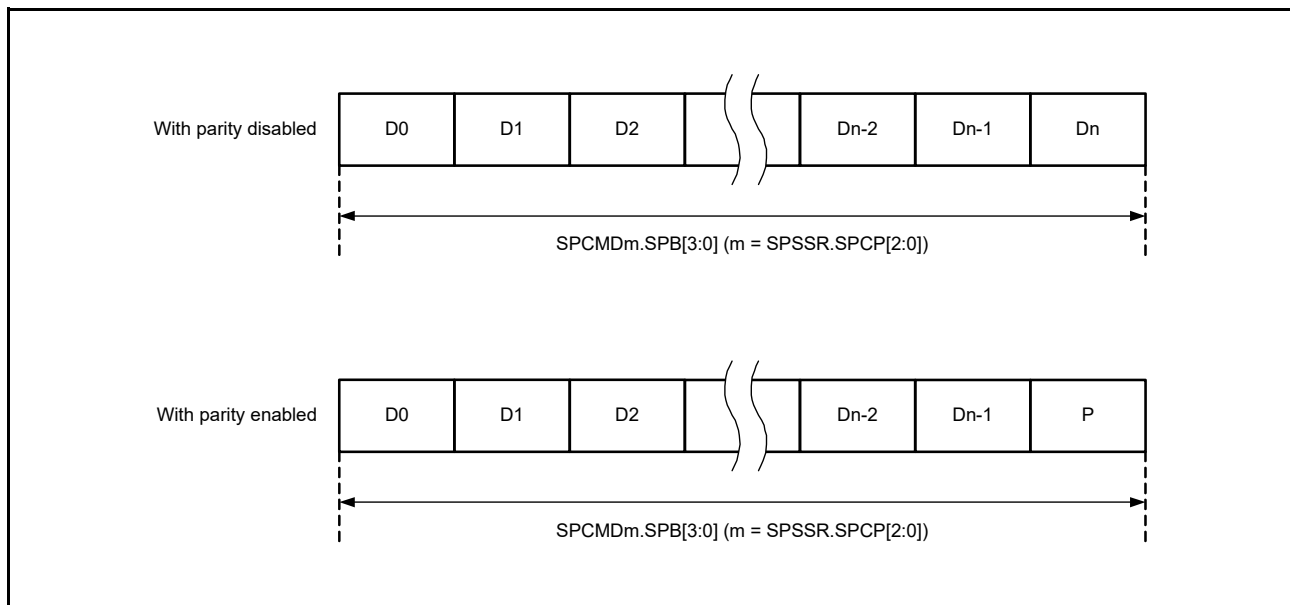 With parity disabled D0 D1 D2 Dn-2 Dn-1 Dn
SPCMDm.SPB[3:0] (m = SPSSR.SPCP[2:0])
With parity enabled D0 D1 D2 Dn-2 Dn-1 P
SPCMDm.SPB[3:0] (m = SPSSR.SPCP[2:0])